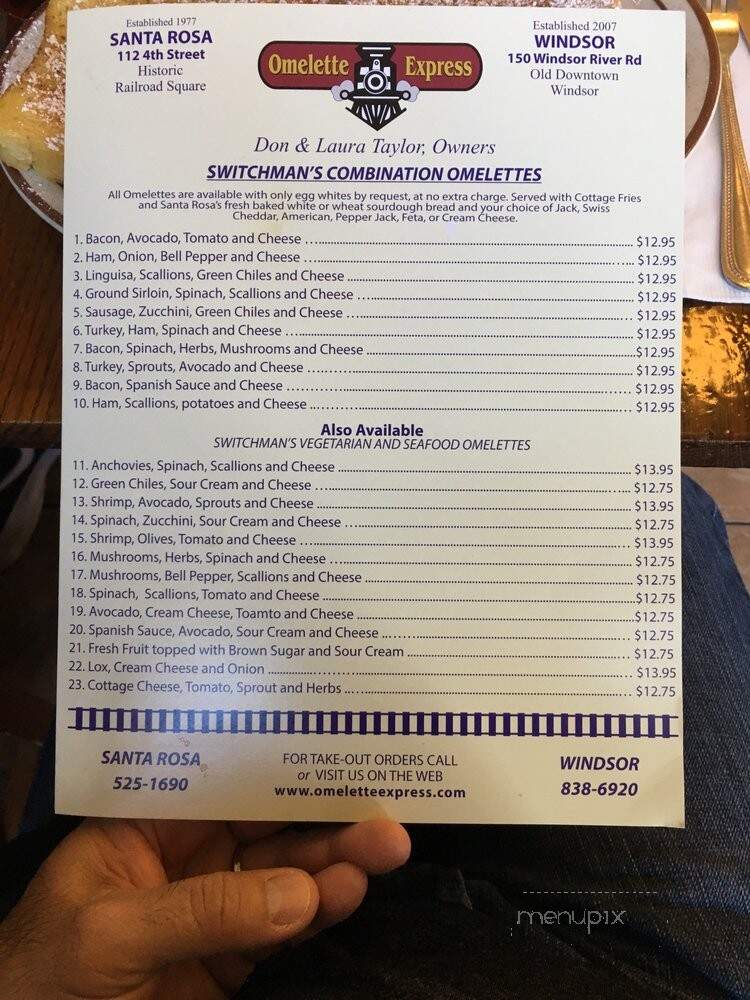 Established 1977
SANTA ROSA
112 4th Street
Historic
Railroad Square
Omelette Express
Established 2007
WINDSOR
150 Windsor River Rd
Old Downtown
Windsor
Don & Laura Taylor, Owners
SWITCHMAN'S COMBINATION OMELETTES
All Omelettes are available with only egg whites by request, at no extra charge. Served with Cottage Fries
and Santa Rosa's fresh baked white or wheat sourdough bread and your choice of Jack, Swiss
Cheddar, American, Pepper Jack, Feta, or Cream Cheese.
1. Bacon, Avocado, Tomato and Cheese ... $12.95
2. Ham, Onion, Bell Pepper and Cheese ... $12.95
3. Linguisa, Scallions, Green Chiles and Cheese ... $12.95
4. Ground Sirloin, Spinach, Scallions and Cheese ... $12.95
5. Sausage, Zucchini, Green Chiles and Cheese ... $12.95
6. Turkey, Ham, Spinach and Cheese ... $12.95
7. Bacon, Spinach, Herbs, Mushrooms and Cheese ... $12.95
8. Turkey, Sprouts, Avocado and Cheese ... $12.95
9. Bacon, Spanish Sauce and Cheese ... $12.95
10. Ham, Scallions, potatoes and Cheese ... $12.95
Also Available
SWITCHMAN'S VEGETARIAN AND SEAFOOD OMELETTES
11. Anchovies, Spinach, Scallions and Cheese ... $13.95
12. Green Chiles, Sour Cream and Cheese ... $12.75
13. Shrimp, Avocado, Sprouts and Cheese ... $13.95
14. Spinach, Zucchini, Sour Cream and Cheese ... $12.75
15. Shrimp, Olives, Tomato and Cheese ... $13.95
16. Mushrooms, Herbs, Spinach and Cheese ... $12.75
17. Mushrooms, Bell Pepper, Scallions and Cheese ... $12.75
18. Spinach, Scallions, Tomato and Cheese ... $12.75
19. Avocado, Cream Cheese, Toamto and Cheese ... $12.75
20. Spanish Sauce, Avocado, Sour Cream and Cheese ... $12.75
21. Fresh Fruit topped with Brown Sugar and Sour Cream ... $12.75
22. Lox, Cream Cheese and Onion ... $13.95
23. Cottage Cheese, Tomato, Sprout and Herbs ... $12.75
SANTA ROSA
525-1690
FOR TAKE-OUT ORDERS CALL
or VISIT US ON THE WEB
www.omeletteexpress.com
WINDSOR
838-6920
menupix